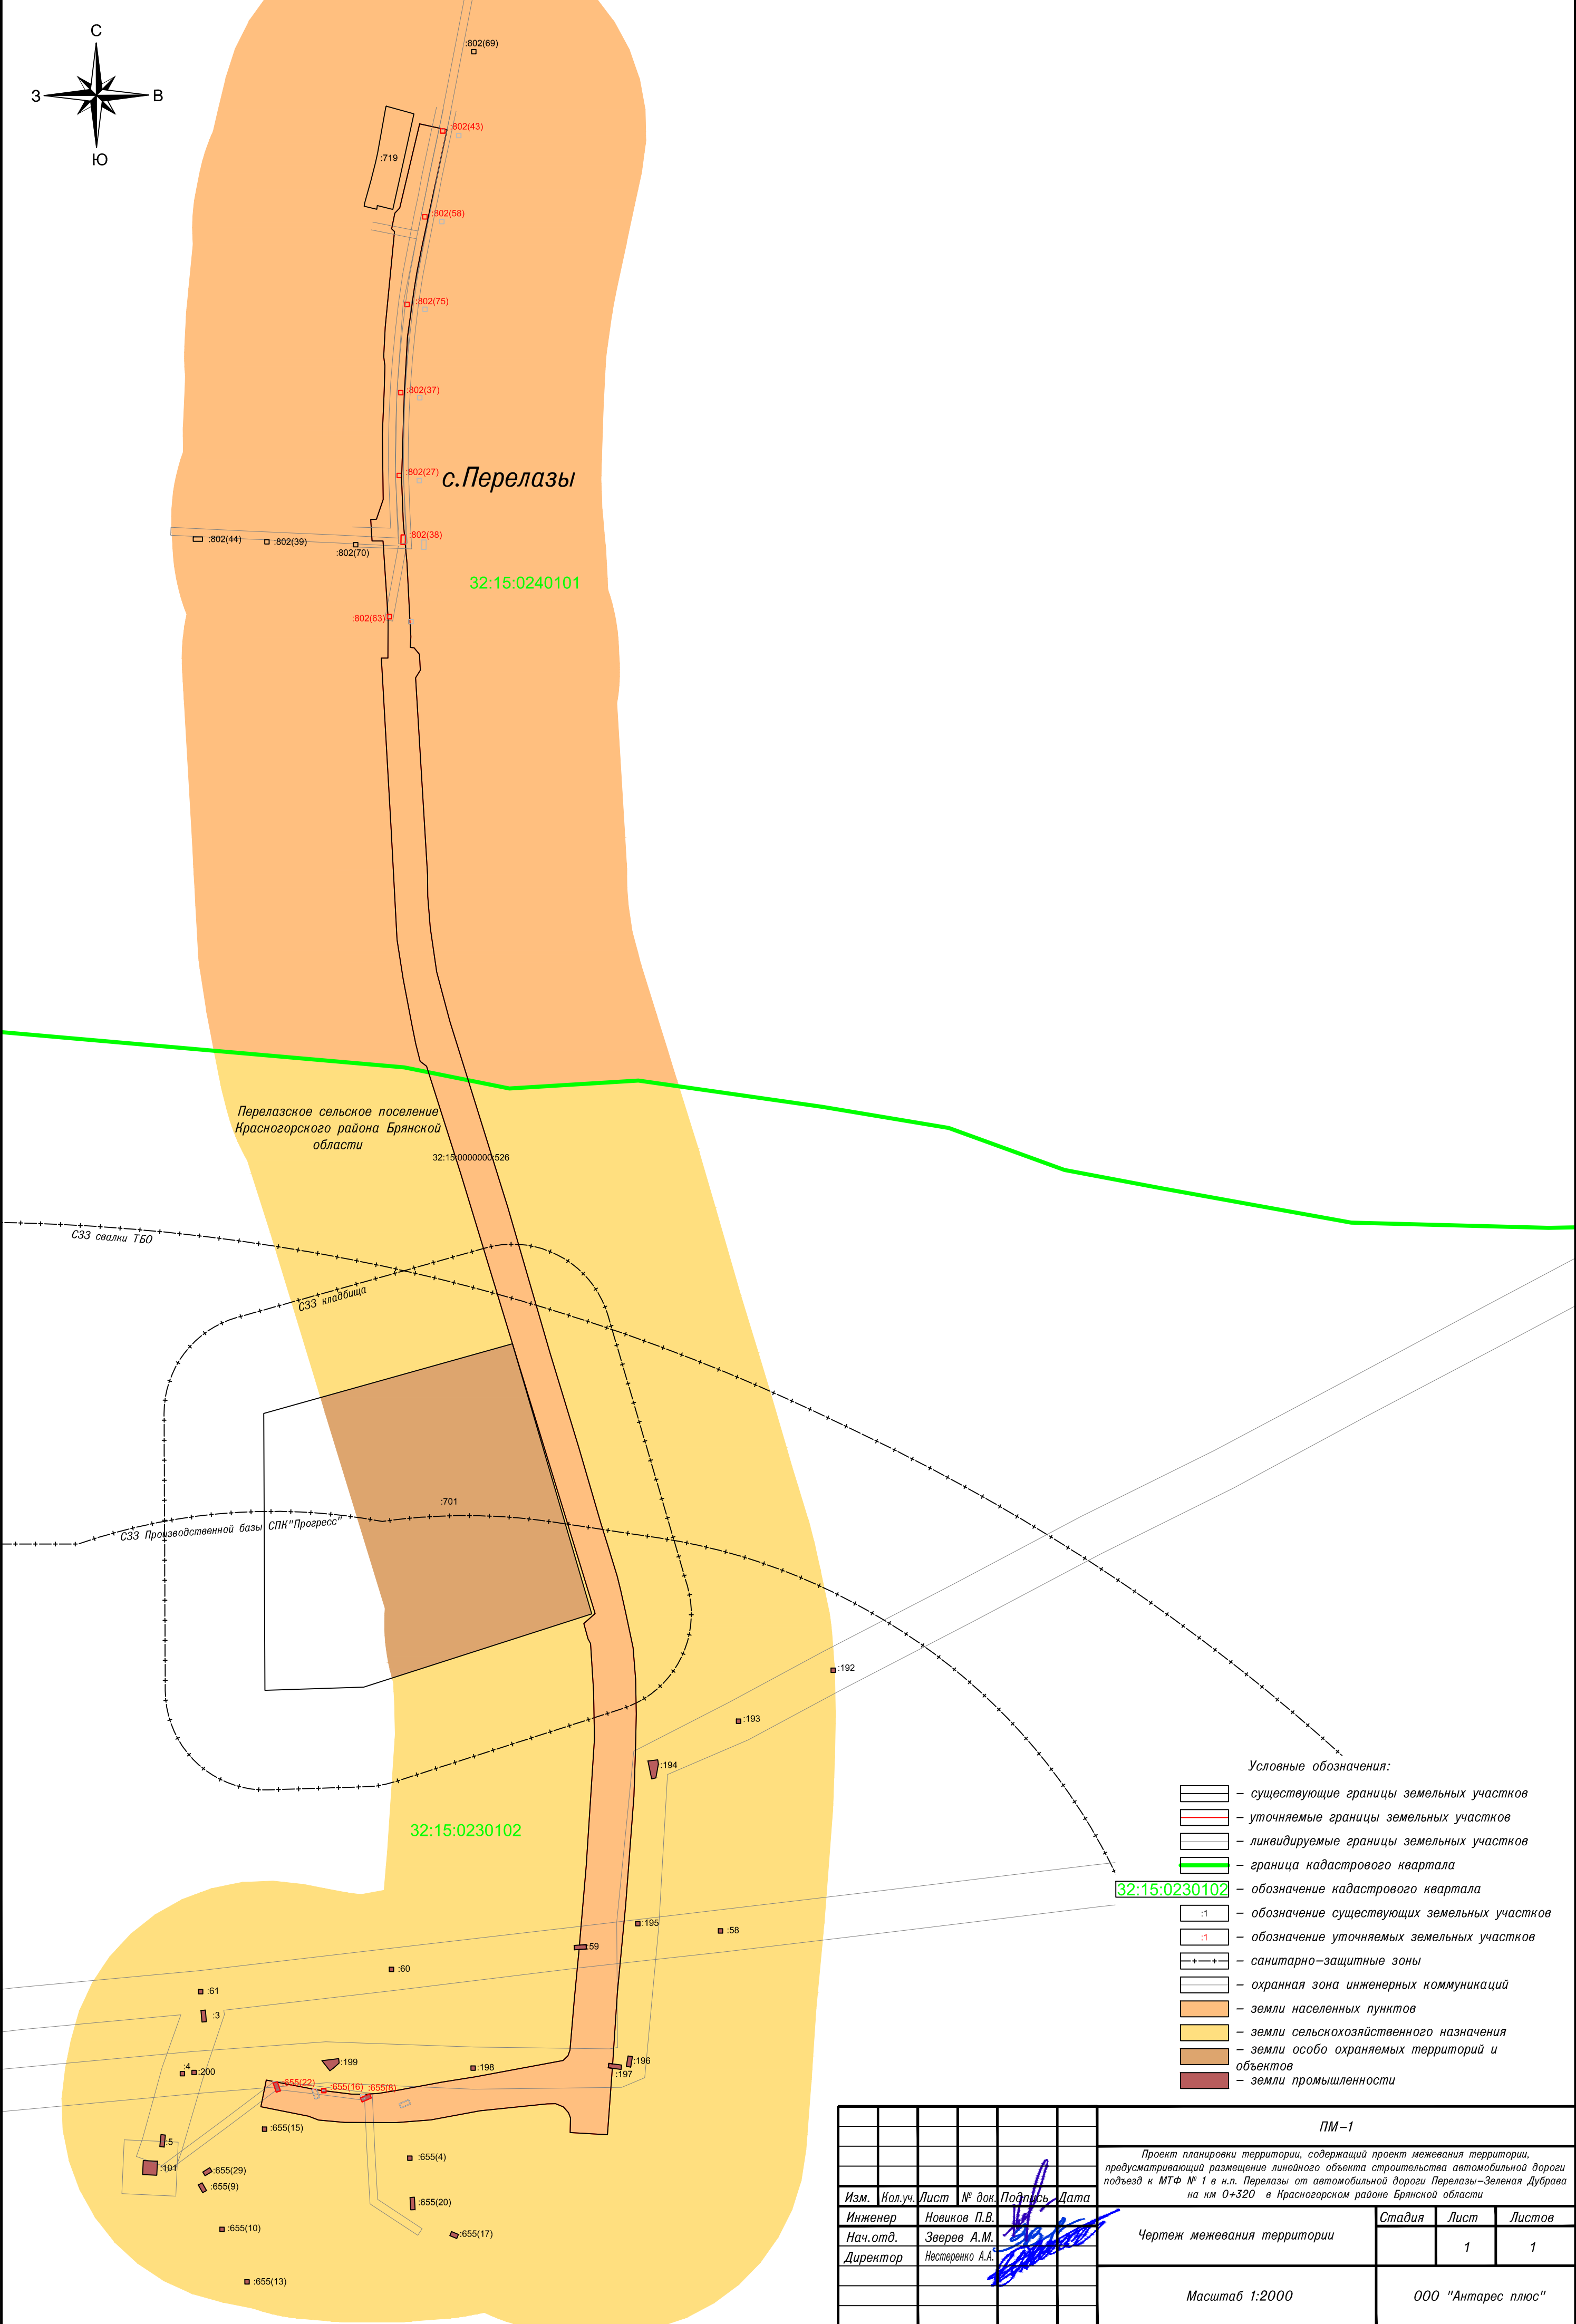 С
З
В
Ю
:802(69)
:802(43)
:719
:802(58)
:802(75)
:802(37)
:802(27)
с.Перелазы
:802(44)
:802(39)
:802(70)
:802(38)
32:15:0240101
:802(63)
Перелазское сельское поселение
Красногорского района Брянской
области
32:15:0000000:526
СЗЗ свалки ТБО
СЗЗ кладбища
:701
СЗЗ Производственной базы СПК"Прогресс"
:192
:193
:194
32:15:0230102
:195
:58
:59
:60
:61
:3
:4
:200
:199
:198
:196
:197
:655(22)
:655(16)
:655(8)
:655(15)
:5
:101
:655(29)
:655(9)
:655(4)
:655(20)
:655(10)
:655(17)
:655(13)
Условные обозначения:
– существующие границы земельных участков
– уточняемые границы земельных участков
– ликвидируемые границы земельных участков
– граница кадастрового квартала
32:15:0230102 – обозначение кадастрового квартала
:1 – обозначение существующих земельных участков
:1 – обозначение уточняемых земельных участков
– санитарно–защитные зоны
– охранная зона инженерных коммуникаций
– земли населенных пунктов
– земли сельскохозяйственного назначения
– земли особо охраняемых территорий и
объектов
– земли промышленности
ПМ–1
Проект планировки территории, содержащий проект межевания территории,
предусматривающий размещение линейного объекта строительства автомобильной дороги
подъезд к МТФ № 1 в н.п. Перелазы от автомобильной дороги Перелазы–Зеленая Дубрава
на км 0+320 в Красногорском районе Брянской области
Изм. Кол.уч. Лист № док. Подпись Дата
Инженер Новиков П.В.
Нач.отд. Зверев А.М.
Директор Нестеренко А.А.
Чертеж межевания территории
Стадия Лист Листов
1 1
Масштаб 1:2000
ООО "Антарес плюс"